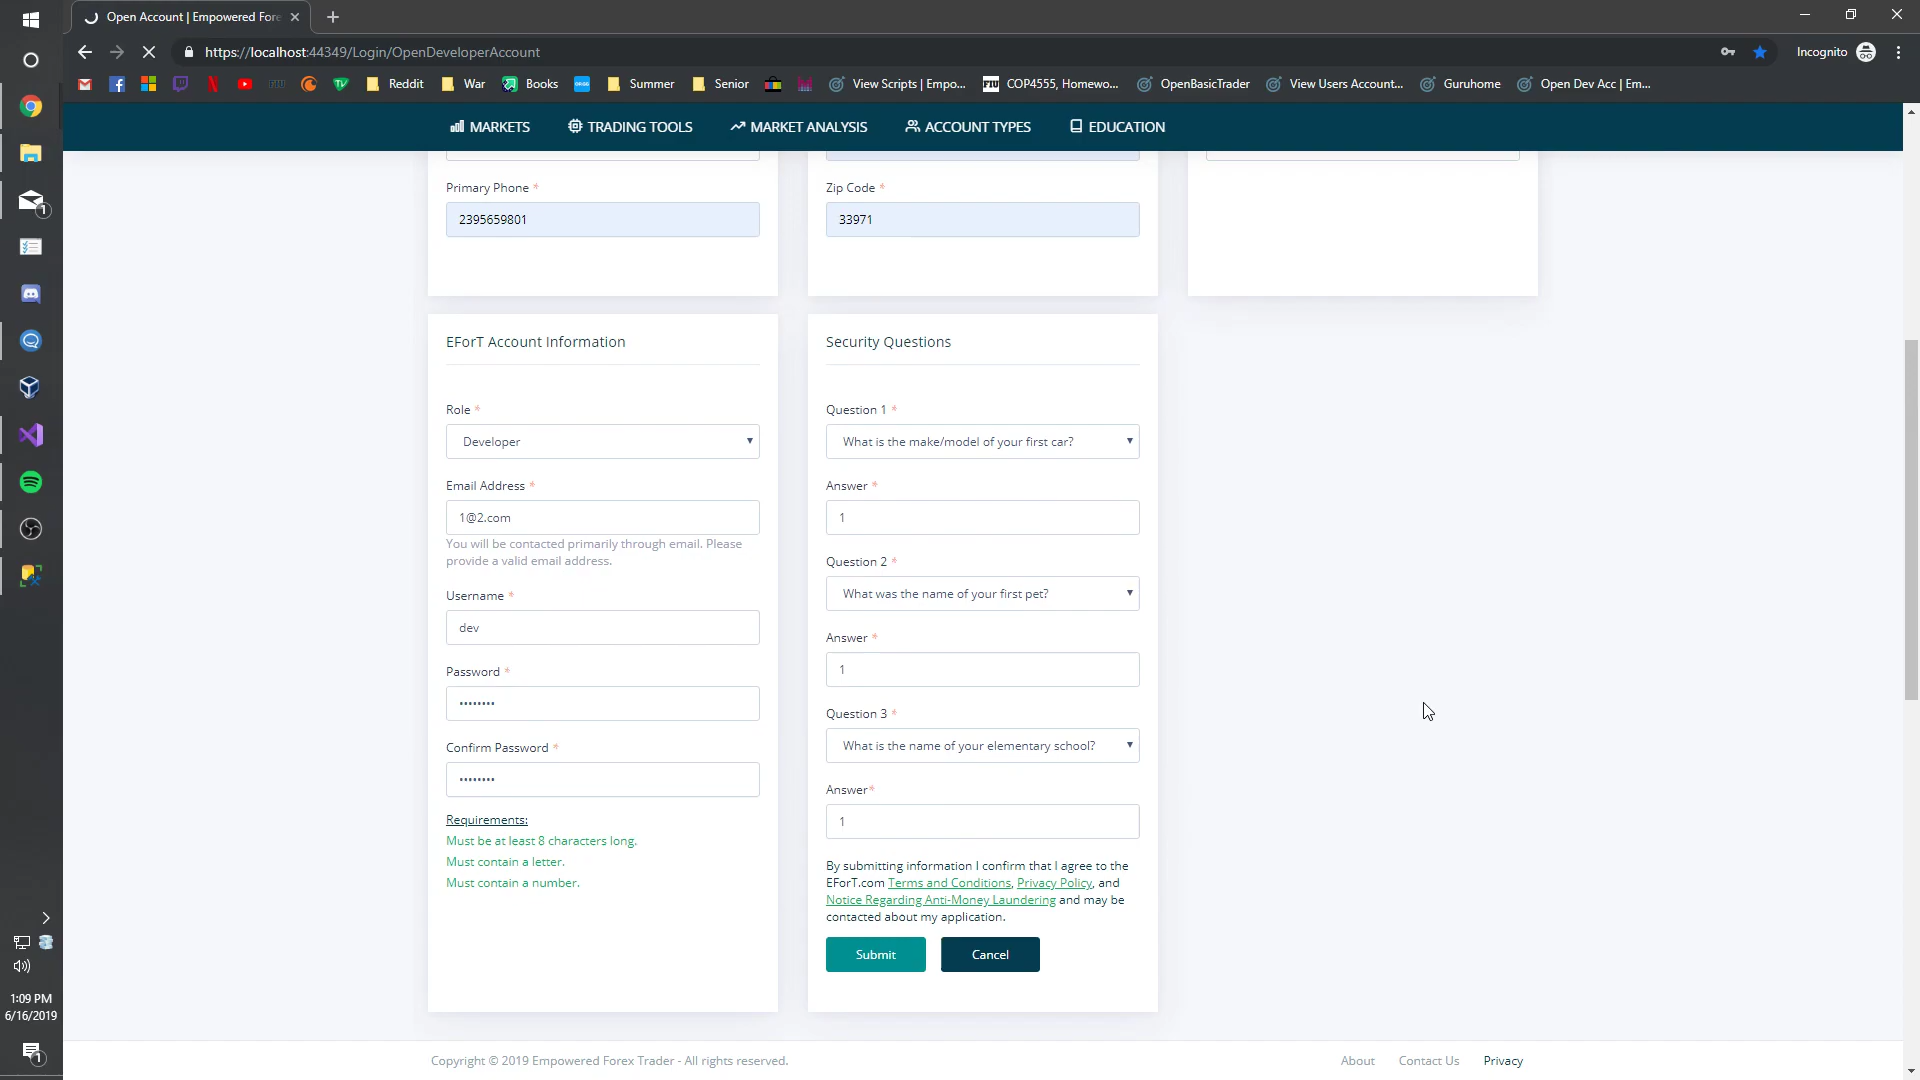 Open Account | Empowered Fore
https://localhost:44349/Login/OpenDeveloperAccount
Incognito
Reddit
War
Books
Summer
Senior
View Scripts | Empo...
FIU
COP4555, Homewo...
OpenBasicTrader
View Users Account...
Guruhome
Open Dev Acc | Em...
MARKETS
TRADING TOOLS
MARKET ANALYSIS
ACCOUNT TYPES
EDUCATION
Primary Phone *
2395659801
Zip Code *
33971
EForT Account Information
Role *
Developer
Email Address *
1@2.com
You will be contacted primarily through email. Please
provide a valid email address.
Username *
dev
Password *
••••••••
Confirm Password *
••••••••
Requirements:
Must be at least 8 characters long.
Must contain a letter.
Must contain a number.
Security Questions
Question 1 *
What is the make/model of your first car?
Answer *
1
Question 2 *
What was the name of your first pet?
Answer *
1
Question 3 *
What is the name of your elementary school?
Answer*
1
By submitting information I confirm that I agree to the
EForT.com Terms and Conditions, Privacy Policy, and
Notice Regarding Anti-Money Laundering and may be
contacted about my application.
Submit
Cancel
Copyright © 2019 Empowered Forex Trader - All rights reserved.
About
Contact Us
Privacy
1
1:09 PM
6/16/2019
1